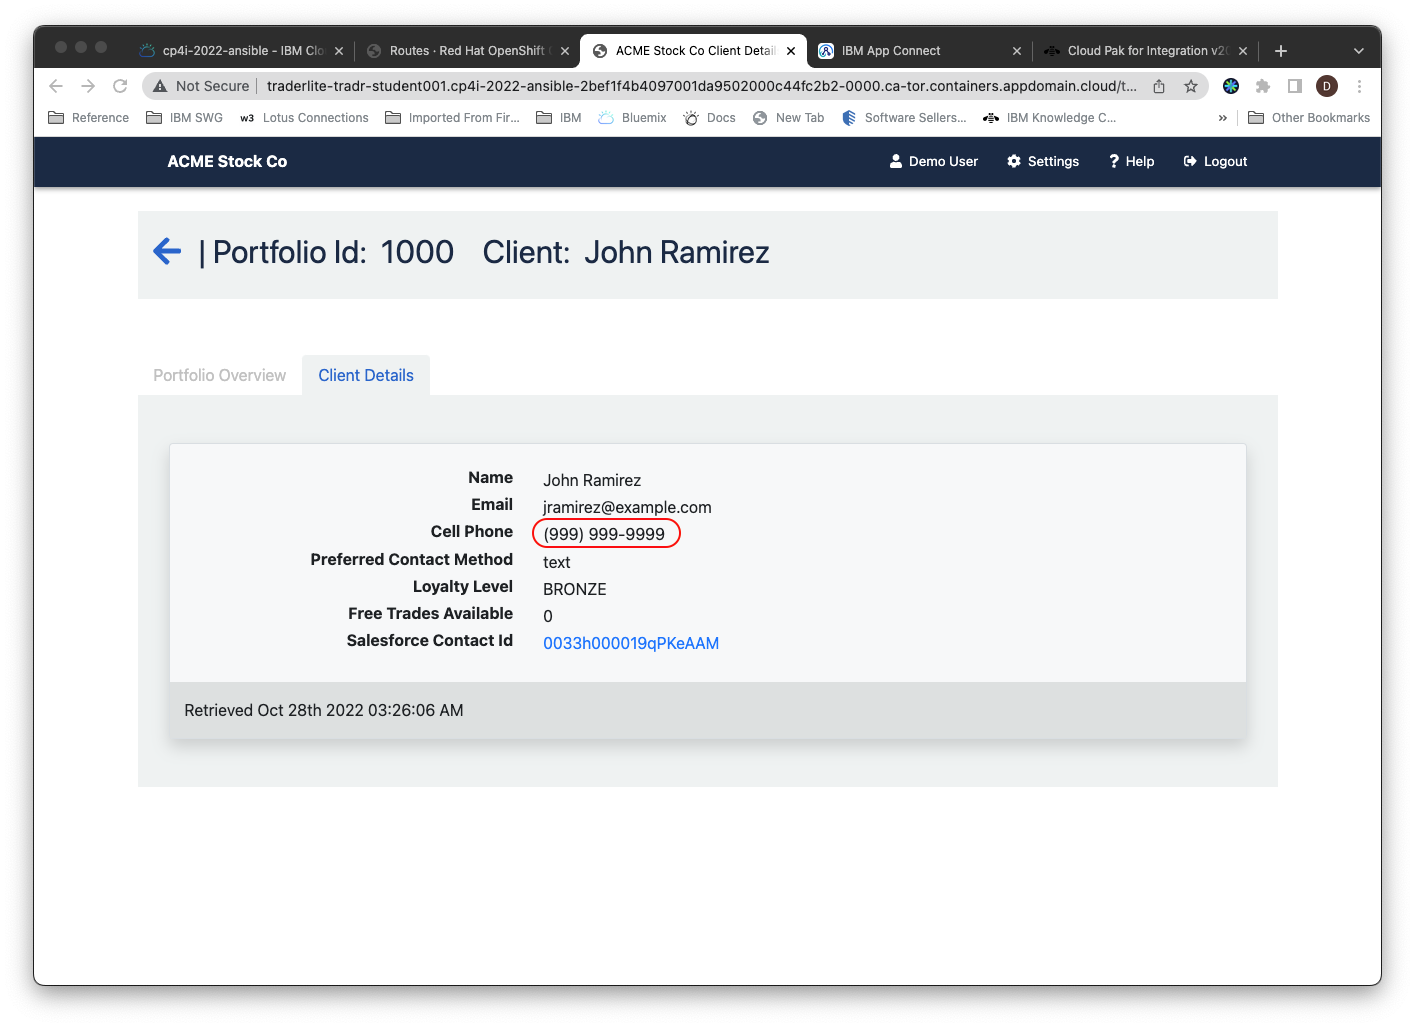 cp4i-2022-ansible - IBM Clo
Routes · Red Hat OpenShift
ACME Stock Co Client Detail
IBM App Connect
Cloud Pak for Integration v20
Not Secure
traderlite-tradr-student001.cp4i-2022-ansible-2bef1f4b4097001da9502000c44fc2b2-0000.ca-tor.containers.appdomain.cloud/t...
D
Reference
IBM SWG
w3 Lotus Connections
Imported From Fir...
IBM
Bluemix
Docs
New Tab
Software Sellers...
IBM Knowledge C...
»
Other Bookmarks
ACME Stock Co
Demo User
Settings
? Help
Logout
| Portfolio Id: 1000 Client: John Ramirez
Portfolio Overview
Client Details
Name John Ramirez
Email jramirez@example.com
Cell Phone (999) 999-9999
Preferred Contact Method text
Loyalty Level BRONZE
Free Trades Available 0
Salesforce Contact Id 0033h000019qPKeAAM
Retrieved Oct 28th 2022 03:26:06 AM